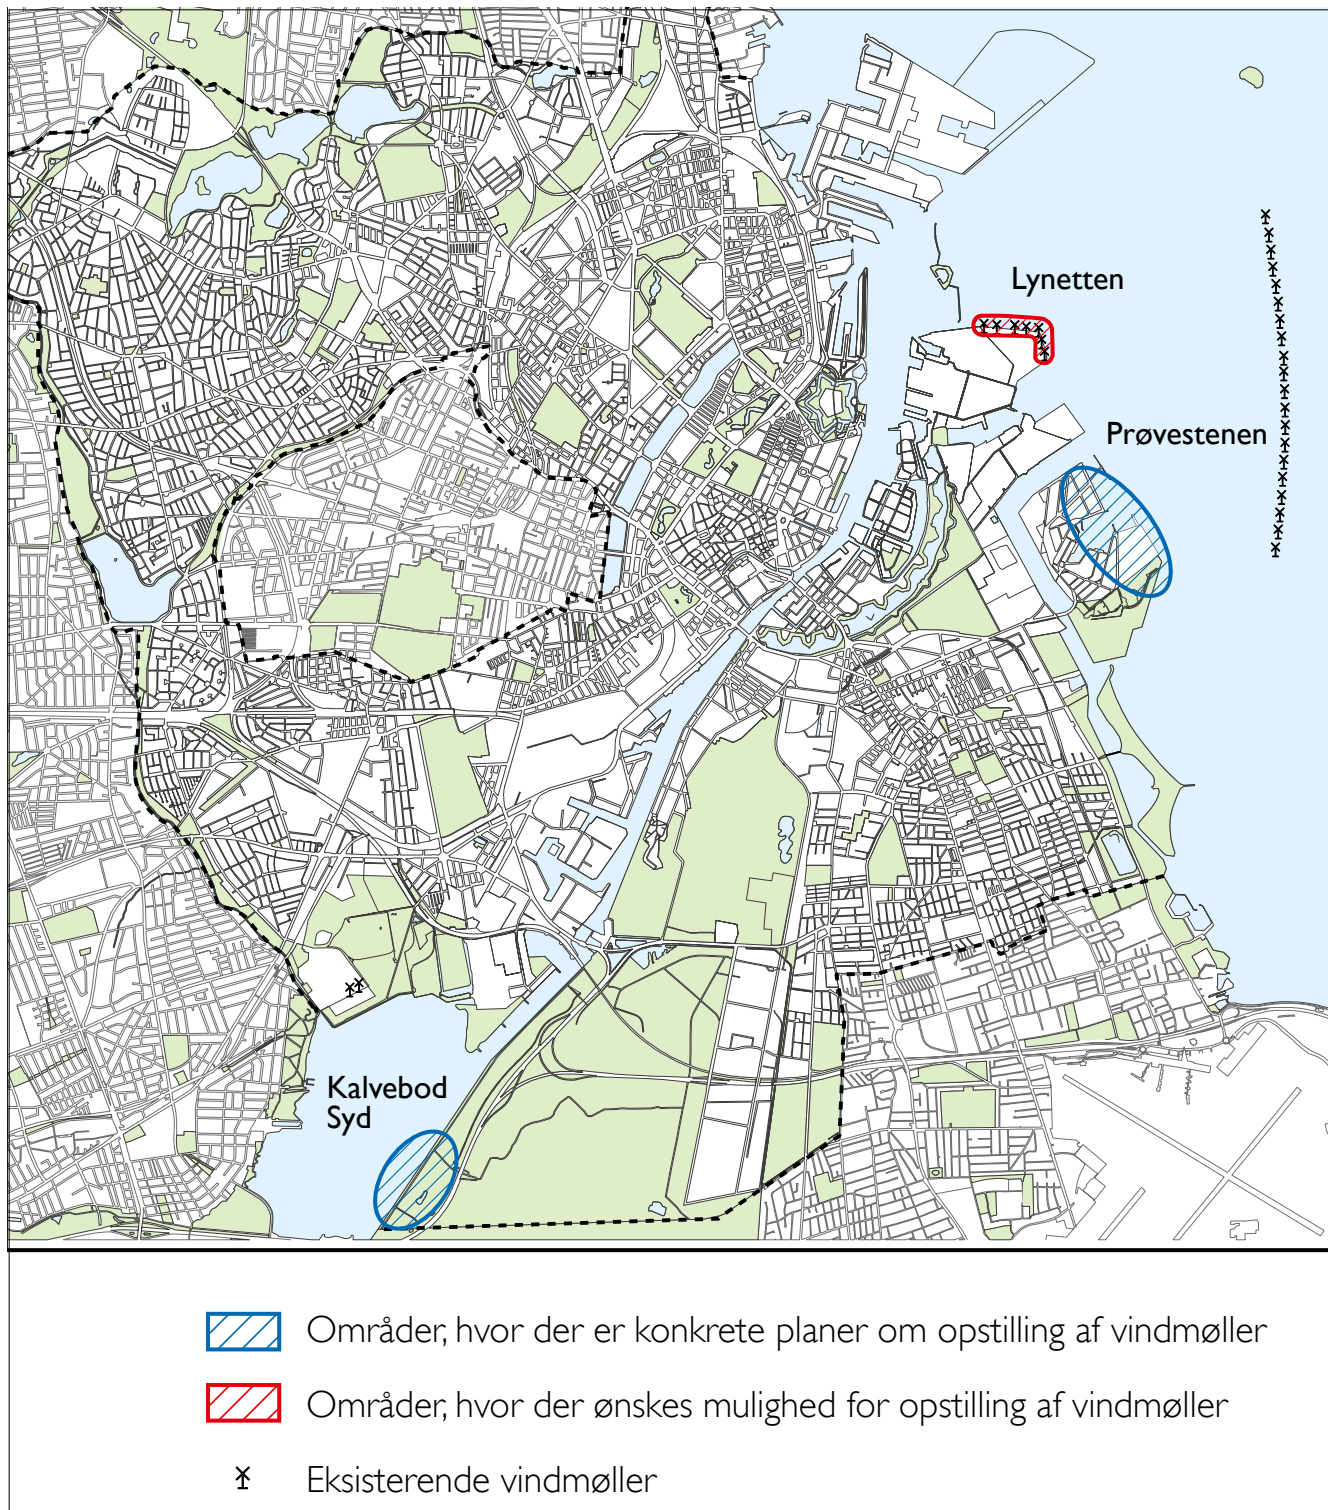 Lynetten
Prøvestenen
Kalvebod
Syd
Områder, hvor der er konkrete planer om opstilling af vindmøller
Områder, hvor der ønskes mulighed for opstilling af vindmøller
Eksisterende vindmøller